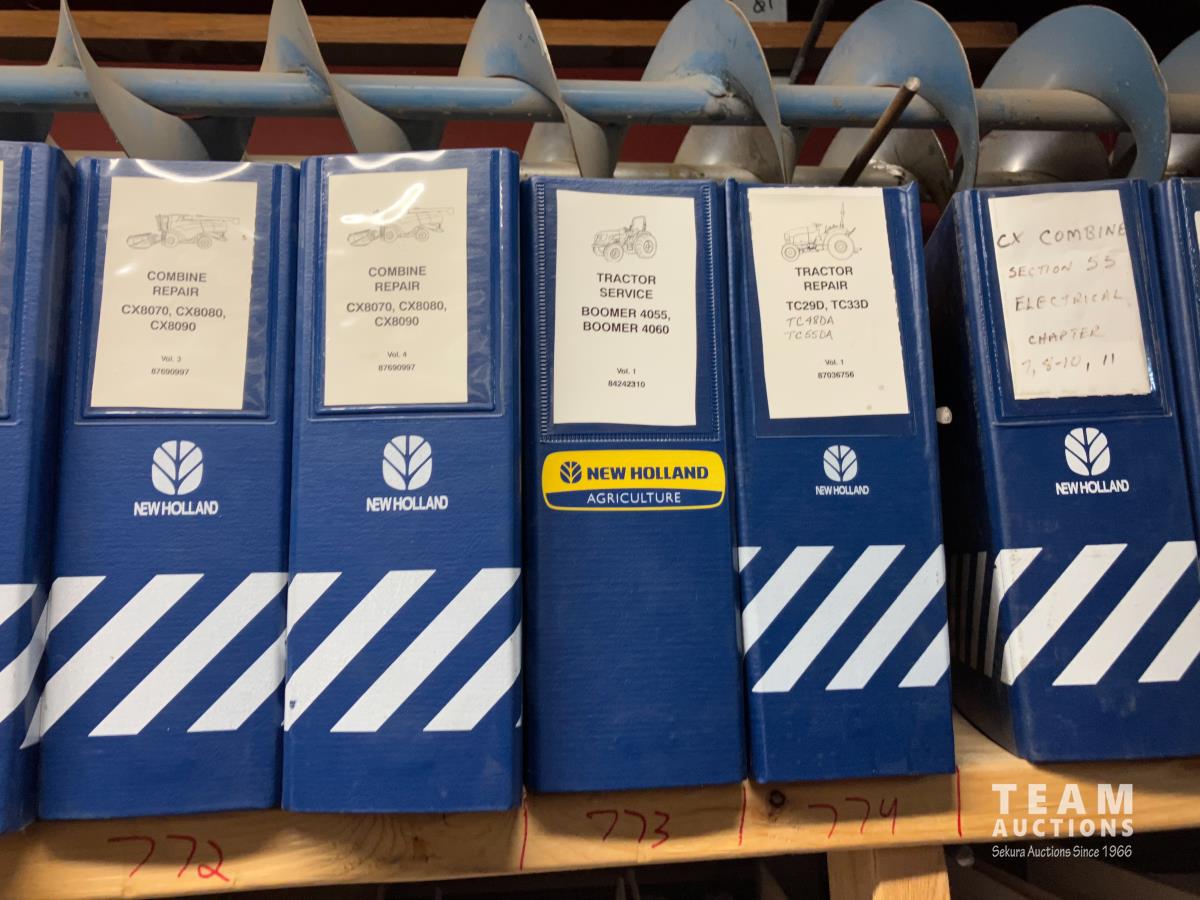 COMBINE
REPAIR
CX8070, CX8080,
CX8090
Vol. 3
87690997
NEW HOLLAND
COMBINE
REPAIR
CX8070, CX8080,
CX8090
Vol. 4
87690997
NEW HOLLAND
TRACTOR
SERVICE
BOOMER 4055,
BOOMER 4060
Vol. 1
84242310
NEW HOLLAND
AGRICULTURE
TRACTOR
REPAIR
TC29D, TC33D
TC48DA
TC55DA
Vol. 1
87036756
NEW HOLLAND
CX COMBINE
SECTION 55
ELECTRICAL
CHAPTER
7, 8-10, 11
NEW HOLLAND
772
773
774
TEAM
AUCTIONS
Sekura Auctions Since 1966